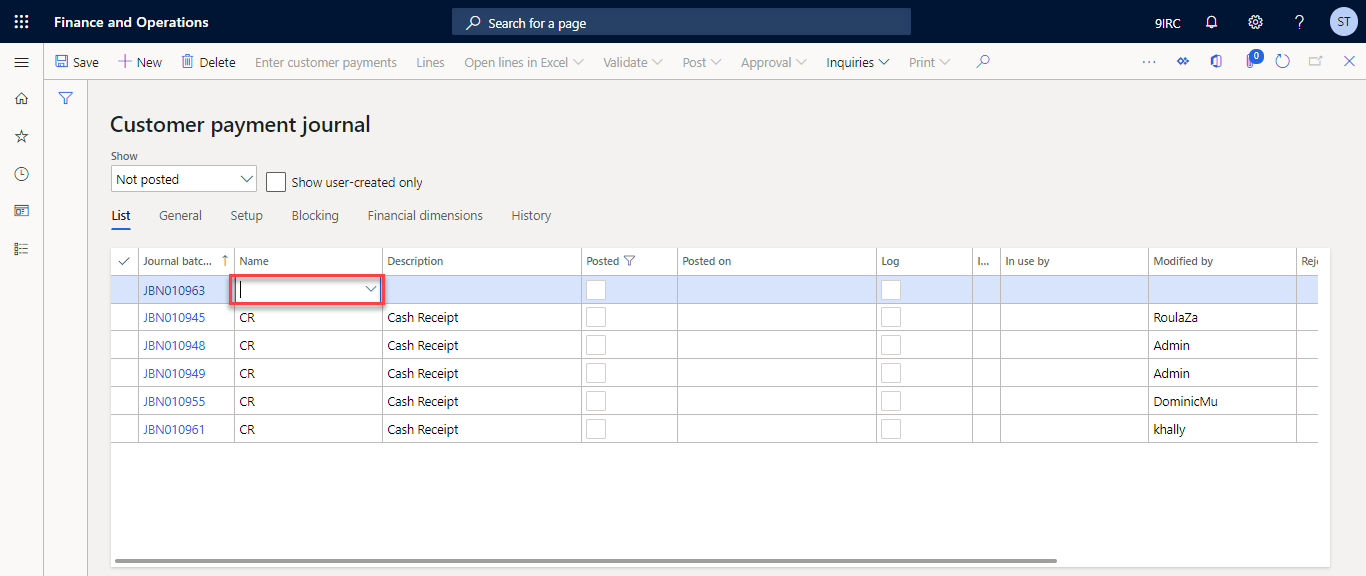 Finance and Operations
Search for a page
9IRC
ST
Save
New
Delete
Enter customer payments
Lines
Open lines in Excel
Validate
Post
Approval
Inquiries
Print
0
Customer payment journal
Show
Not posted
Show user-created only
List General Setup Blocking Financial dimensions History
Journal batc... Name Description Posted Posted on Log I... In use by Modified by Reje
JBN010963
JBN010945 CR Cash Receipt RoulaZa
JBN010948 CR Cash Receipt Admin
JBN010949 CR Cash Receipt Admin
JBN010955 CR Cash Receipt DominicMu
JBN010961 CR Cash Receipt khally